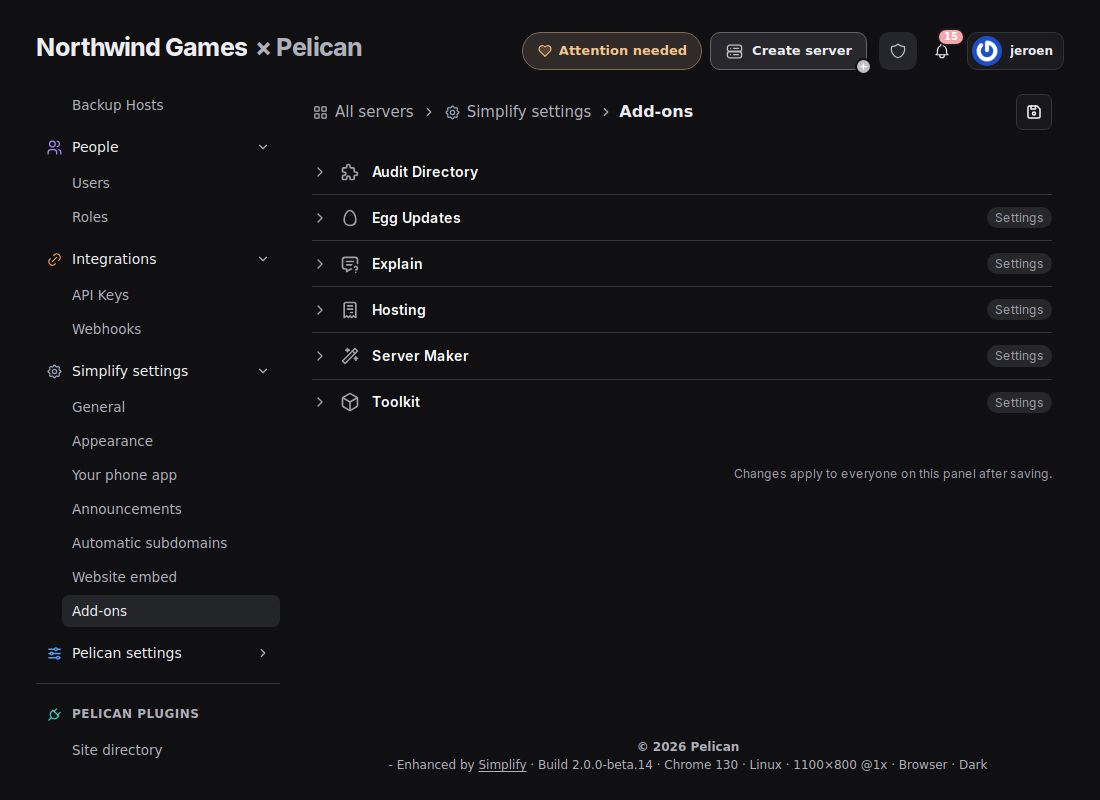 Northwind Games × Pelican
Attention needed
Create server
15
jeroen
Backup Hosts
People
Users
Roles
Integrations
API Keys
Webhooks
Simplify settings
General
Appearance
Your phone app
Announcements
Automatic subdomains
Website embed
Add-ons
Pelican settings
PELICAN PLUGINS
Site directory
All servers
Simplify settings
Add-ons
Audit Directory
Egg Updates Settings
Explain Settings
Hosting Settings
Server Maker Settings
Toolkit Settings
Changes apply to everyone on this panel after saving.
© 2026 Pelican
- Enhanced by Simplify · Build 2.0.0-beta.14 · Chrome 130 · Linux · 1100×800 @1x · Browser · Dark